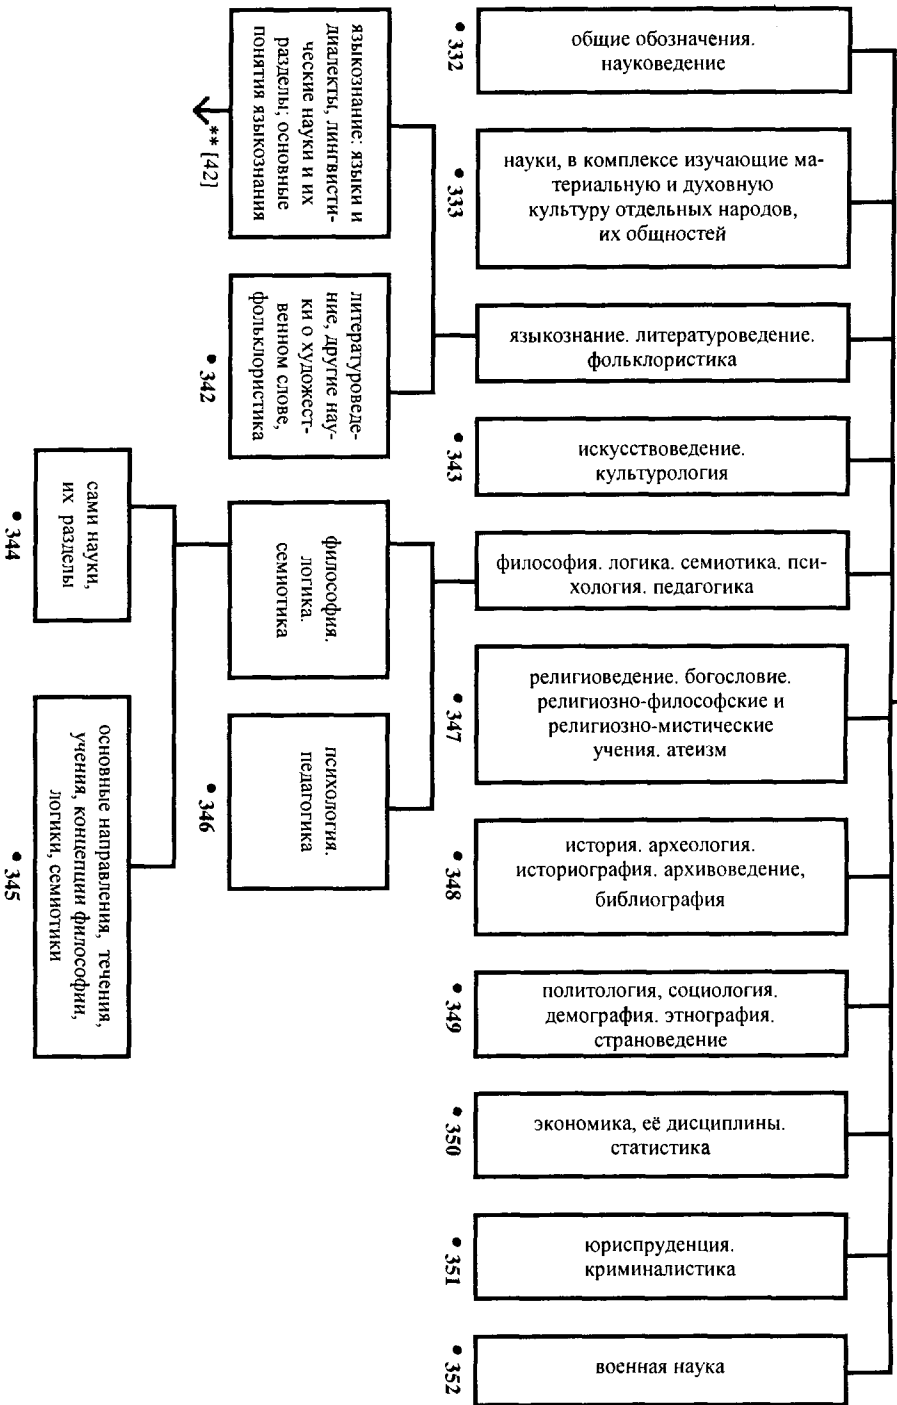 общие обозначения.
науковедение
• 332
науки, в комплексе изучающие ма-
териальную и духовную
культуру отдельных народов,
их общностей
• 333
языкознание. литературоведение.
фольклористика
языкознание: языки и
диалекты, лингвисти-
ческие науки и их
разделы; основные
понятия языкознания
** [42]
литературоведе-
ние, другие нау-
ки о художест-
венном слове,
фольклористика
• 342
искусствоведение.
культурология
• 343
философия. логика. семиотика. пси-
хология. педагогика
философия.
логика.
семиотика
сами науки,
их разделы
• 344
основные направления, течения,
учения, концепции философии,
логики, семиотики
• 345
психология.
педагогика
• 346
религиоведение. богословие.
религиозно-философские и
религиозно-мистические
учения. атеизм
• 347
история. археология.
историография. архивоведение,
библиография
• 348
политология, социология.
демография. этнография.
страноведение
• 349
экономика, её дисциплины.
статистика
• 350
юриспруденция.
криминалистика
• 351
военная наука
• 352